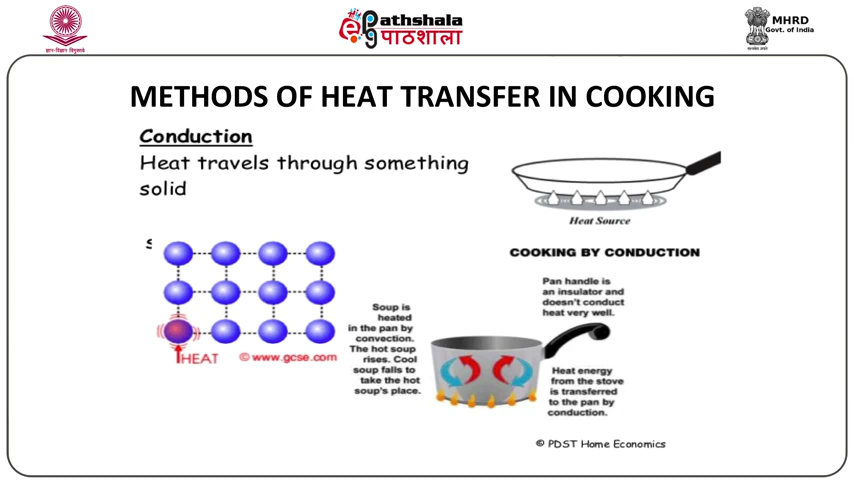 ज्ञान-विज्ञान विमुक्तये
ePathshala
पाठशाला
MHRD
Govt. of India
METHODS OF HEAT TRANSFER IN COOKING
Conduction
Heat travels through something
solid
s
Heat Source
COOKING BY CONDUCTION
HEAT
© www.gcse.com
Soup is
heated
in the pan by
convection.
The hot soup
rises. Cool
soup falls to
take the hot
soup's place.
Pan handle is
an insulator and
doesn't conduct
heat very well.
Heat energy
from the stove
is transferred
to the pan by
conduction.
© PDST Home Economics